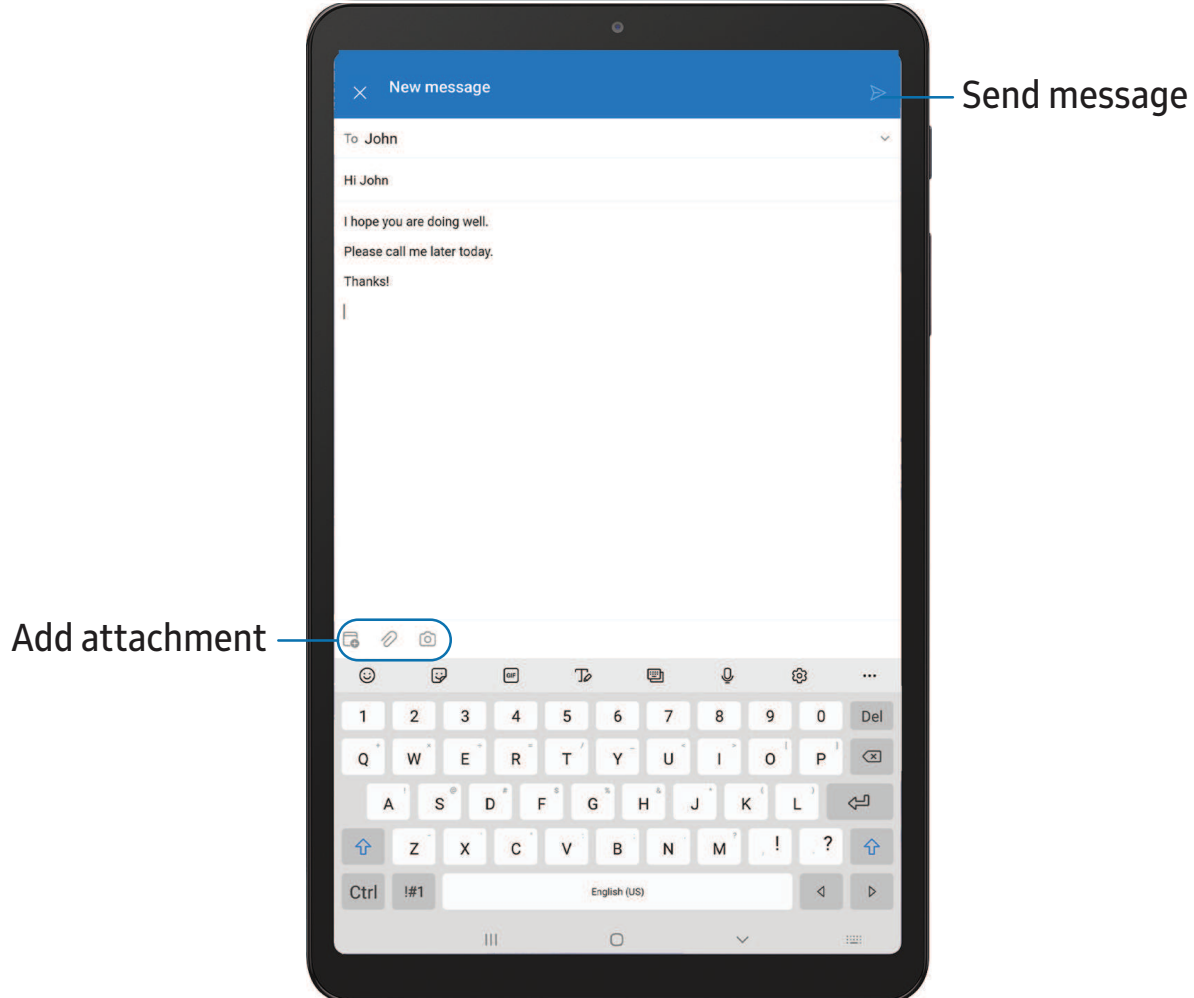 New message
Send message
To John
Hi John
I hope you are doing well.
Please call me later today.
Thanks!
Add attachment
GIF
1 2 3 4 5 6 7 8 9 0 Del
Q W E R T Y U I O P
A S D F G H J K L
Z X C V B N M ! ?
Ctrl !#1 English (US)